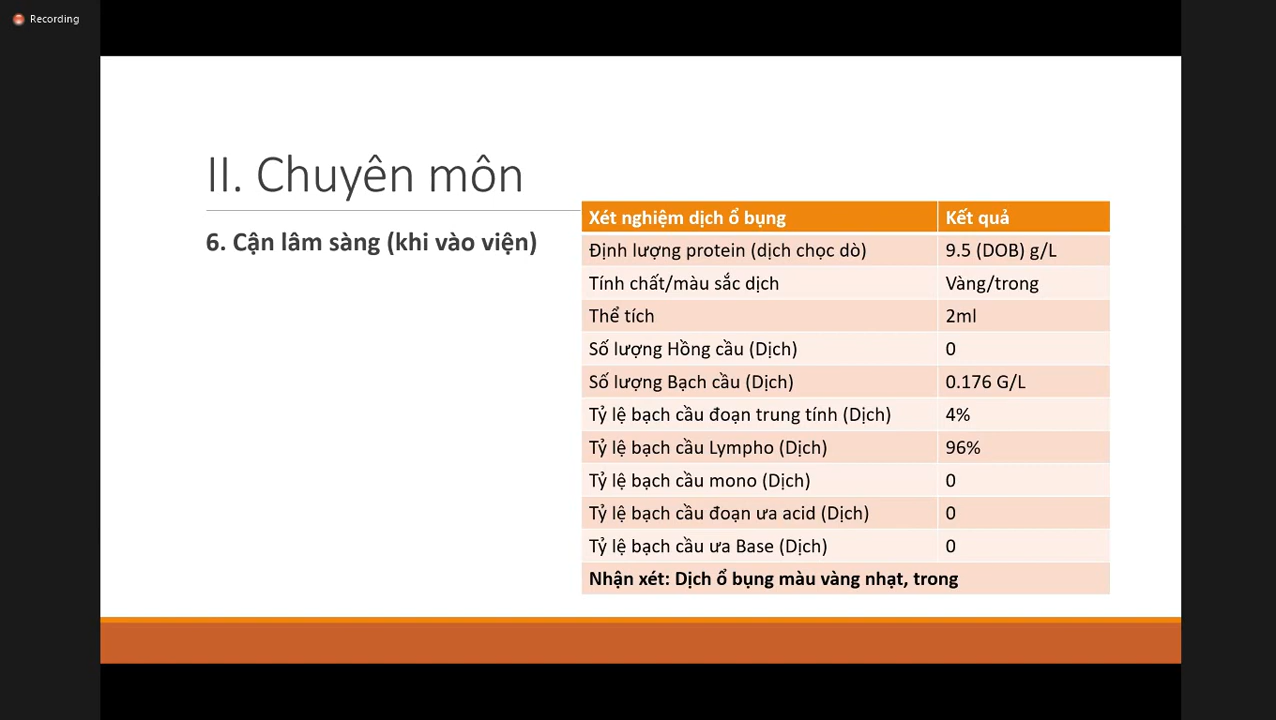 Recording
II. Chuyên môn
6. Cận lâm sàng (khi vào viện)
Xét nghiệm dịch ổ bụng Kết quả
Định lượng protein (dịch chọc dò) 9.5 (DOB) g/L
Tính chất/màu sắc dịch Vàng/trong
Thể tích 2ml
Số lượng Hồng cầu (Dịch) 0
Số lượng Bạch cầu (Dịch) 0.176 G/L
Tỷ lệ bạch cầu đoạn trung tính (Dịch) 4%
Tỷ lệ bạch cầu Lympho (Dịch) 96%
Tỷ lệ bạch cầu mono (Dịch) 0
Tỷ lệ bạch cầu đoạn ưa acid (Dịch) 0
Tỷ lệ bạch cầu ưa Base (Dịch) 0
Nhận xét: Dịch ổ bụng màu vàng nhạt, trong